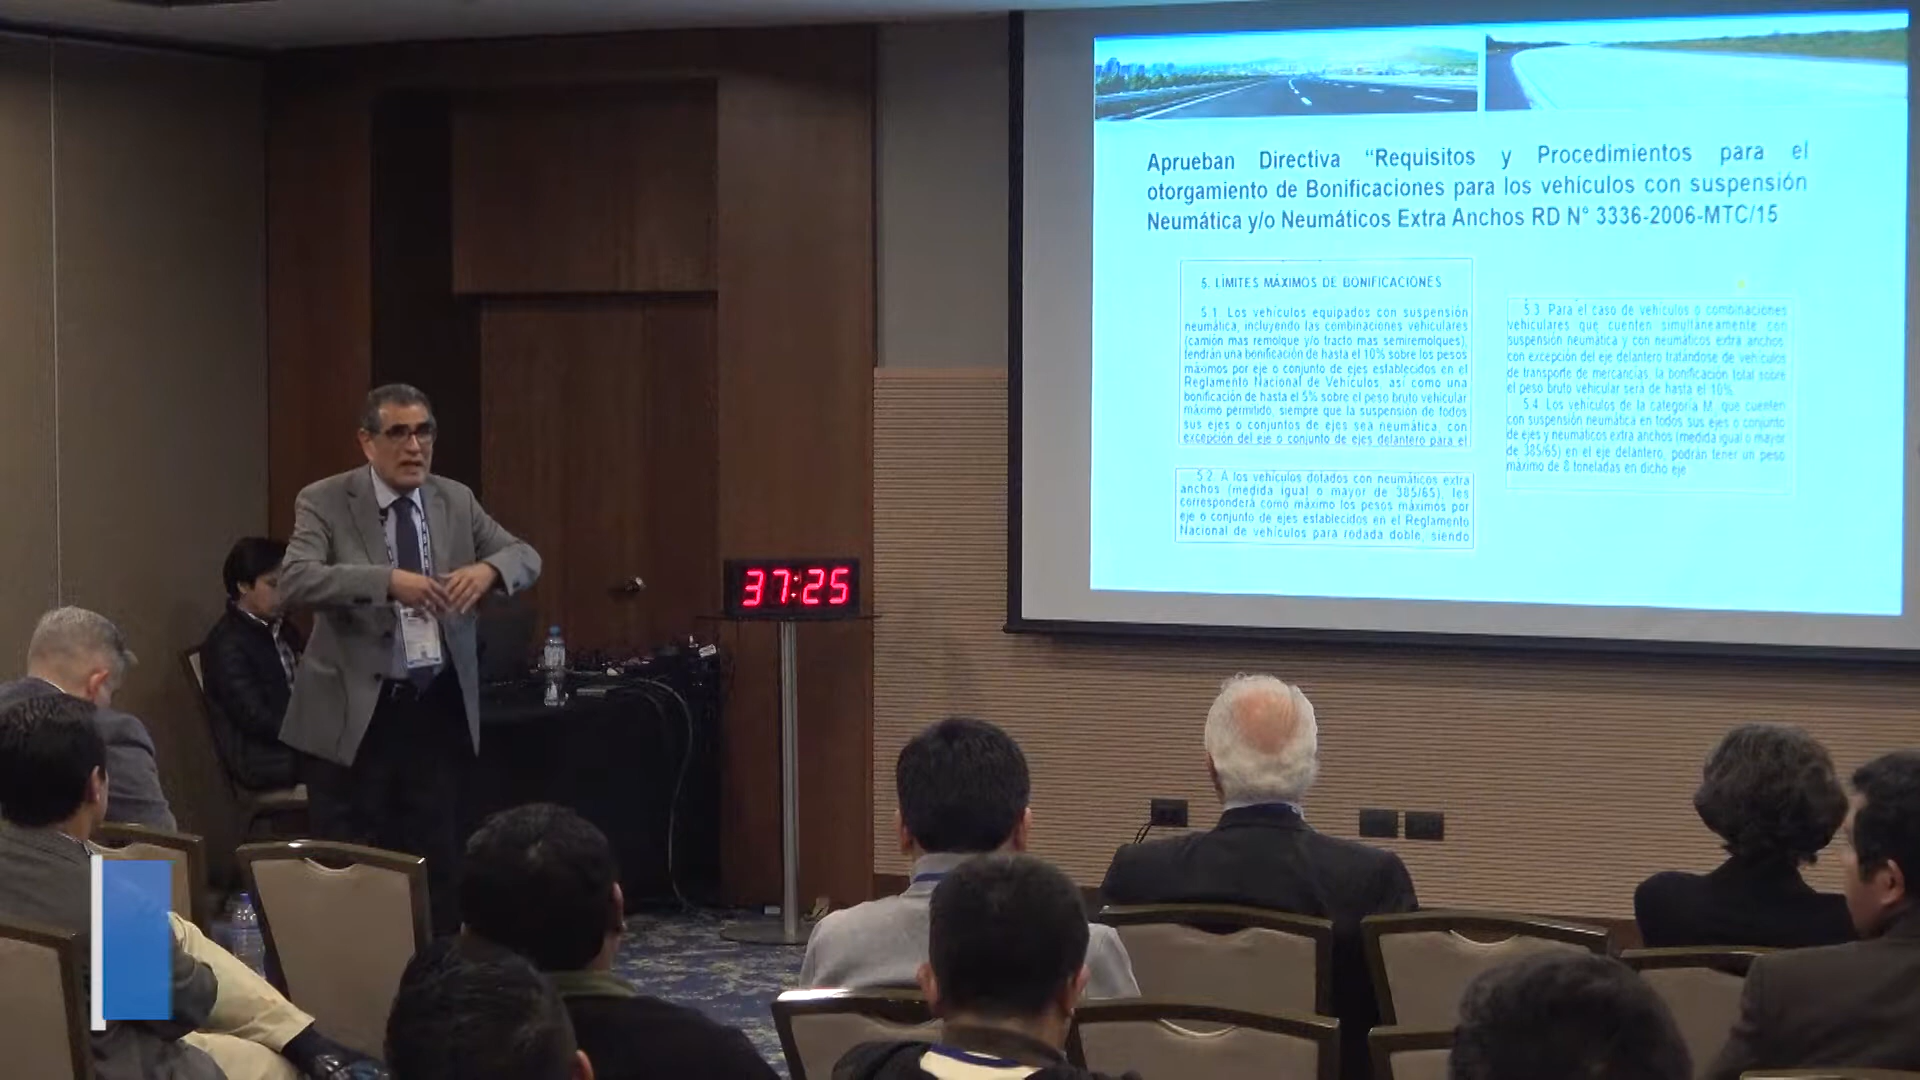 Aprueban Directiva “Requisitos y Procedimientos para el
otorgamiento de Bonificaciones para los vehículos con suspensión
Neumática y/o Neumáticos Extra Anchos RD N° 3336-2006-MTC/15
5. LÍMITES MÁXIMOS DE BONIFICACIONES
5.1. Los vehículos equipados con suspensión
neumática, incluyendo las combinaciones vehiculares
(camión mas remolque y/o tracto mas semiremolques),
tendrán una bonificación de hasta el 10% sobre los pesos
máximos por eje o conjunto de ejes establecidos en el
Reglamento Nacional de Vehículos, así como una
bonificación de hasta el 5% sobre el peso bruto vehicular
máximo permitido, siempre que la suspensión de todos
sus ejes o conjuntos de ejes sea neumática, con
excepción del eje o conjunto de ejes delantero para el
5.2. A los vehículos dotados con neumáticos extra
anchos (medida igual o mayor de 385/65), les
corresponderá como máximo los pesos máximos por
eje o conjunto de ejes establecidos en el Reglamento
Nacional de vehículos para rodada doble, siendo
5.3. Para el caso de vehículos o combinaciones
vehiculares que cuenten simultáneamente con
suspensión neumática y con neumáticos extra anchos,
con excepción del eje delantero tratándose de vehículos
de transporte de mercancías, la bonificación total sobre
el peso bruto vehicular será de hasta el 10%.
5.4. Los vehículos de la categoría M, que cuenten
con suspensión neumática en todos sus ejes o conjunto
de ejes y neumáticos extra anchos (medida igual o mayor
de 385/65) en el eje delantero, podrán tener un peso
máximo de 8 toneladas en dicho eje
37:25